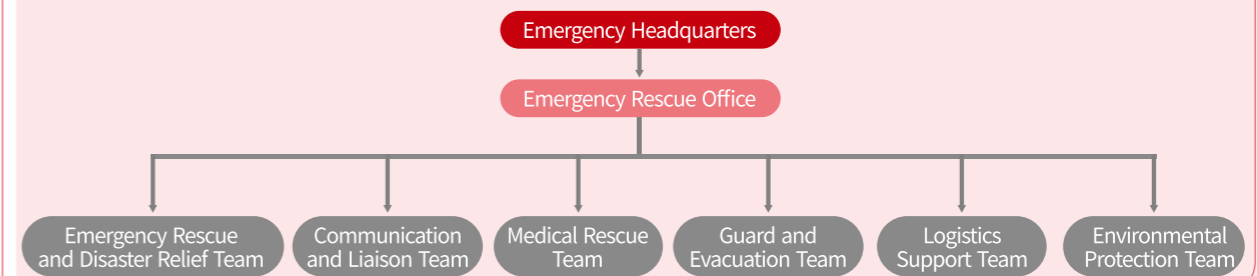 Emergency Headquarters
Emergency Rescue Office
Emergency Rescue
and Disaster Relief Team
Communication
and Liaison Team
Medical Rescue
Team
Guard and
Evacuation Team
Logistics
Support Team
Environmental
Protection Team